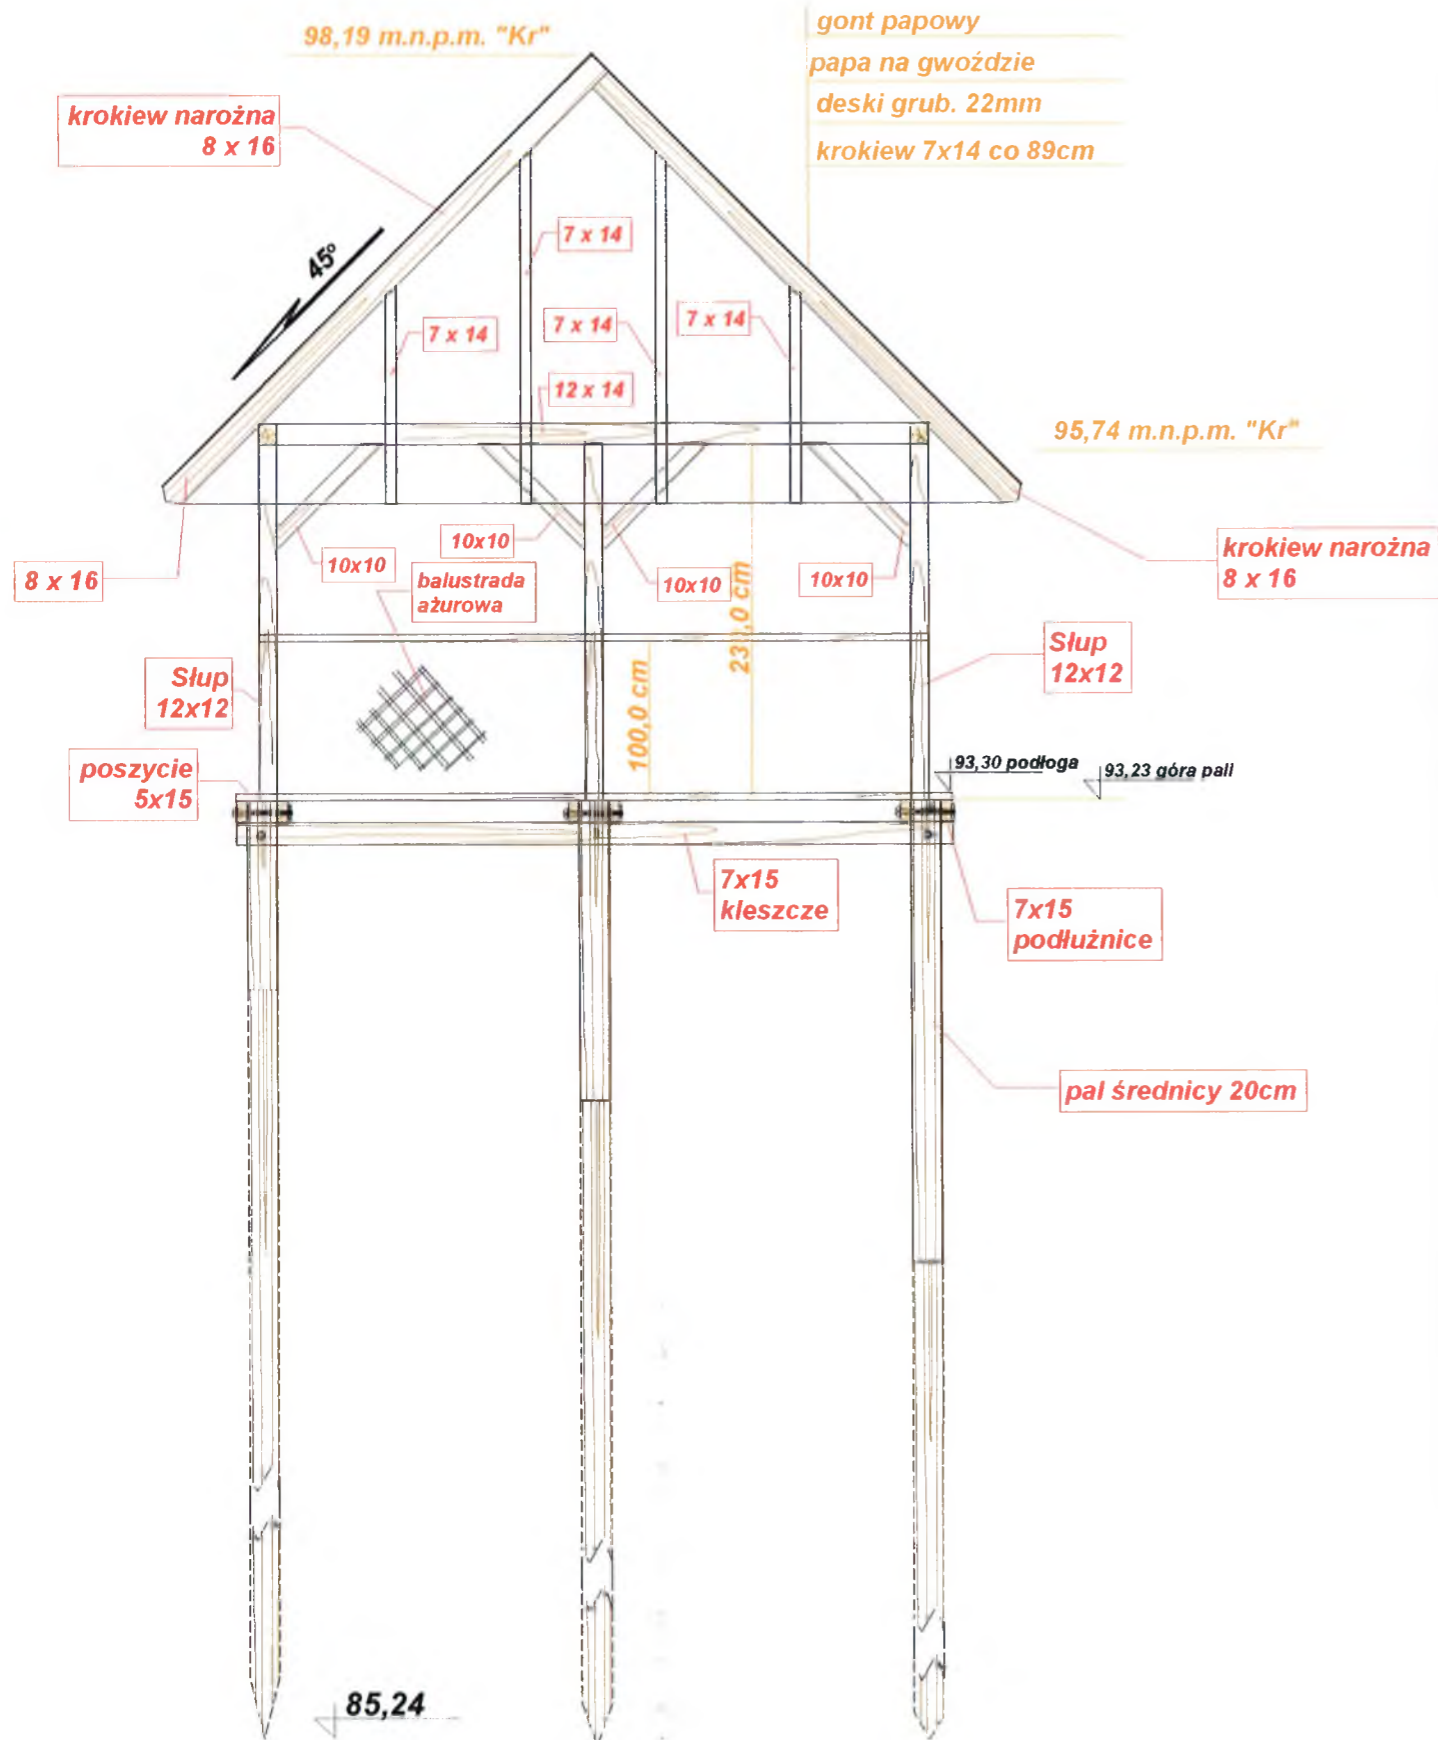 98,19 m.n.p.m. "Kr"
gont papowy
papa na gwoździe
deski grub. 22mm
krokiew 7x14 co 89cm
krokiew narożna
8 x 16
45°
7 x 14
7 x 14
7 x 14
7 x 14
12 x 14
95,74 m.n.p.m. "Kr"
krokiew narożna
8 x 16
8 x 16
10x10
10x10
10x10
10x10
balustrada
ażurowa
Słup
12x12
Słup
12x12
100,0 cm
poszycie
5x15
93,30 podłoga
93,23 góra pali
7x15
kleszcze
7x15
podłużnice
pal średnicy 20cm
85,24